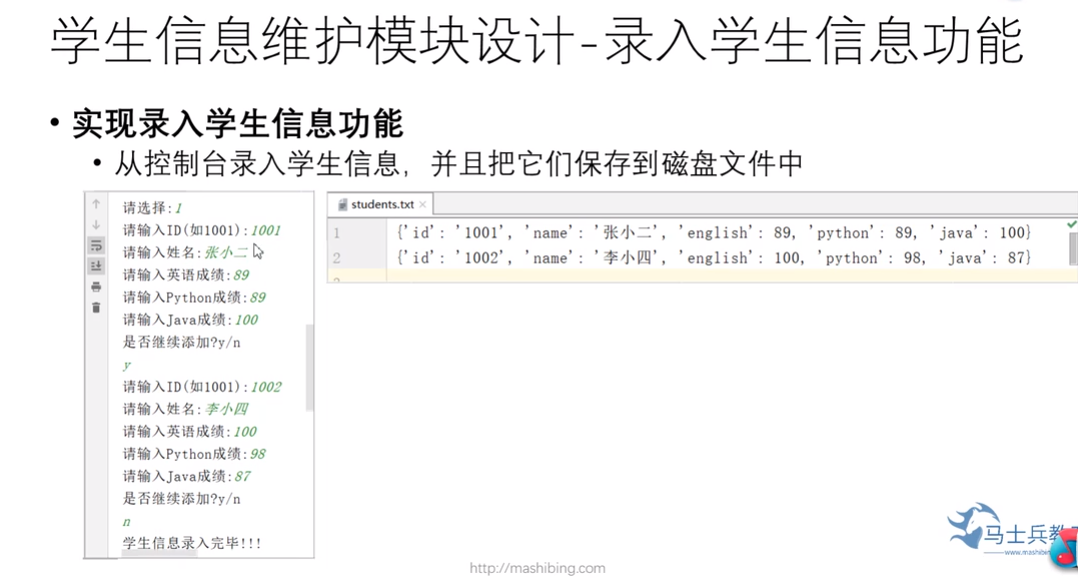 学生信息维护模块设计-录入学生信息功能
• 实现录入学生信息功能
• 从控制台录入学生信息，并且把它们保存到磁盘文件中
请选择:1
请输入ID(如1001):1001
请输入姓名:张小二
请输入英语成绩:89
请输入Python成绩:89
请输入Java成绩:100
是否继续添加?y/n
y
请输入ID(如1001):1002
请输入姓名:李小四
请输入英语成绩:100
请输入Python成绩:98
请输入Java成绩:87
是否继续添加?y/n
n
学生信息录入完毕!!!
students.txt
1 {'id': '1001', 'name': '张小二', 'english': 89, 'python': 89, 'java': 100}
2 {'id': '1002', 'name': '李小四', 'english': 100, 'python': 98, 'java': 87}
马士兵教
www.mashibing
http://mashibing.com